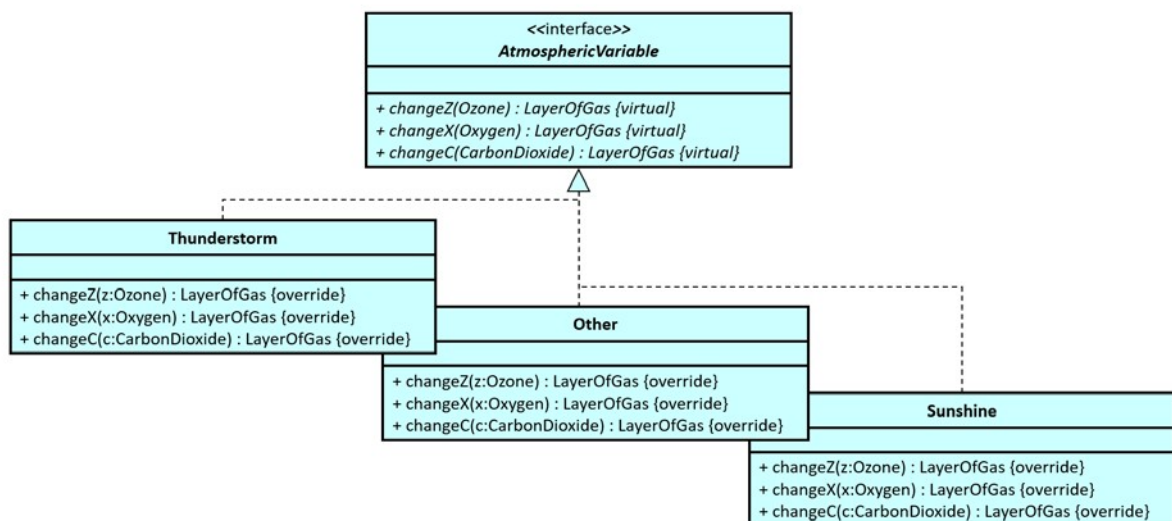 <<interface>>
AtmosphericVariable
+ changeZ(Ozone) : LayerOfGas {virtual}
+ changeX(Oxygen) : LayerOfGas {virtual}
+ changeC(CarbonDioxide) : LayerOfGas {virtual}
Thunderstorm
+ changeZ(z:Ozone) : LayerOfGas {override}
+ changeX(x:Oxygen) : LayerOfGas {override}
+ changeC(c:CarbonDioxide) : LayerOfGas {override}
Other
+ changeZ(z:Ozone) : LayerOfGas {override}
+ changeX(x:Oxygen) : LayerOfGas {override}
+ changeC(c:CarbonDioxide) : LayerOfGas {override}
Sunshine
+ changeZ(z:Ozone) : LayerOfGas {override}
+ changeX(x:Oxygen) : LayerOfGas {override}
+ changeC(c:CarbonDioxide) : LayerOfGas {override}